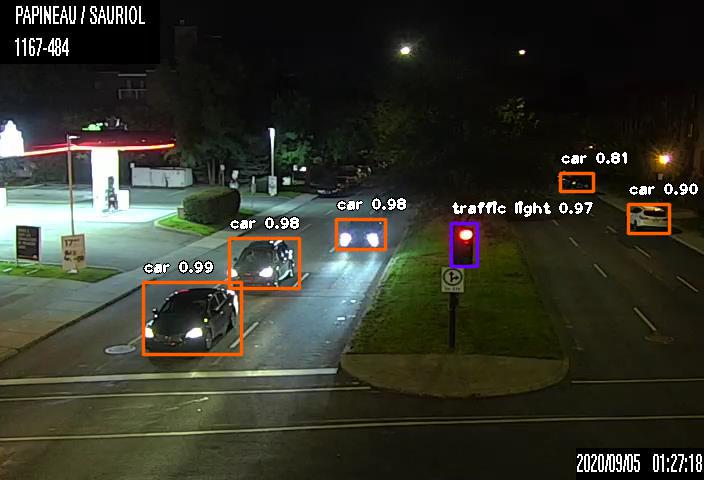 PAPINEAU / SAURIOL
1167-484
car 0.81
car 0.90
car 0.98
traffic light 0.97
car 0.98
car 0.99
17
2020/09/05 01:27:18